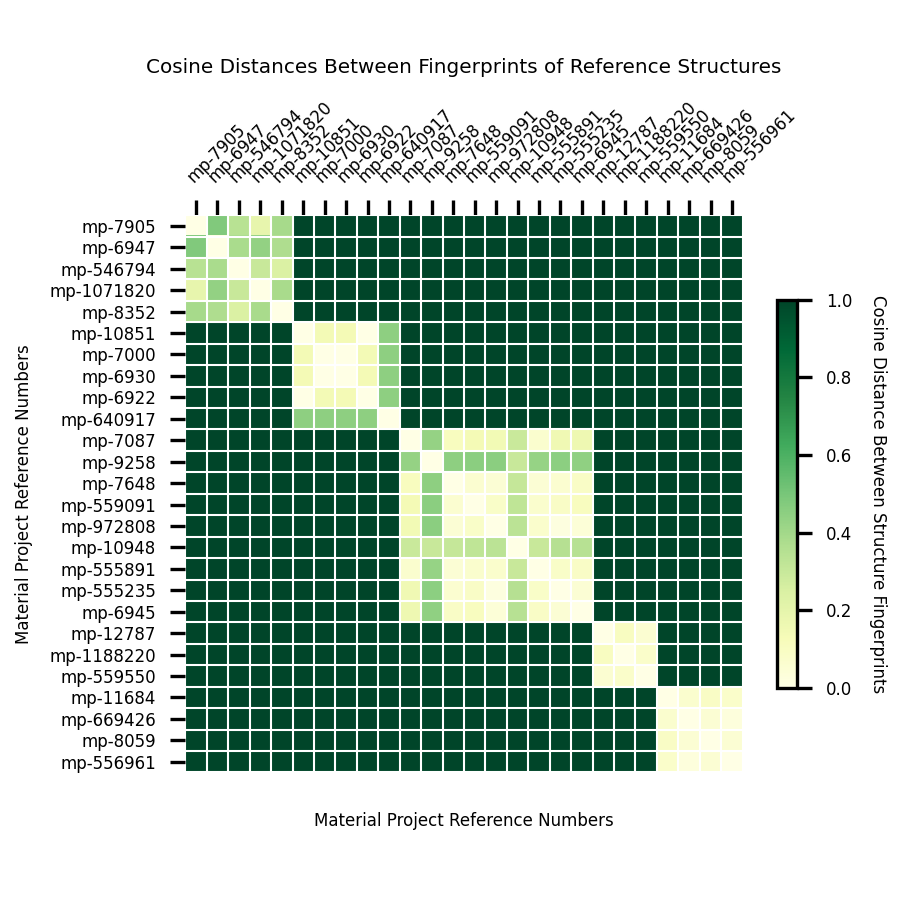 Cosine Distances Between Fingerprints of Reference Structures
mp-7905
mp-6947
mp-546794
mp-1071820
mp-8352
mp-10851
mp-7000
mp-6930
mp-6922
mp-640917
mp-7087
mp-9258
mp-7648
mp-559091
mp-972808
mp-10948
mp-555891
mp-555235
mp-6945
mp-12787
mp-1188220
mp-559550
mp-11684
mp-669426
mp-8059
mp-556961
Material Project Reference Numbers
mp-7905
mp-6947
mp-546794
mp-1071820
mp-8352
mp-10851
mp-7000
mp-6930
mp-6922
mp-640917
mp-7087
mp-9258
mp-7648
mp-559091
mp-972808
mp-10948
mp-555891
mp-555235
mp-6945
mp-12787
mp-1188220
mp-559550
mp-11684
mp-669426
mp-8059
mp-556961
1.0
0.8
0.6
0.4
0.2
0.0
Cosine Distance Between Structure Fingerprints
Material Project Reference Numbers